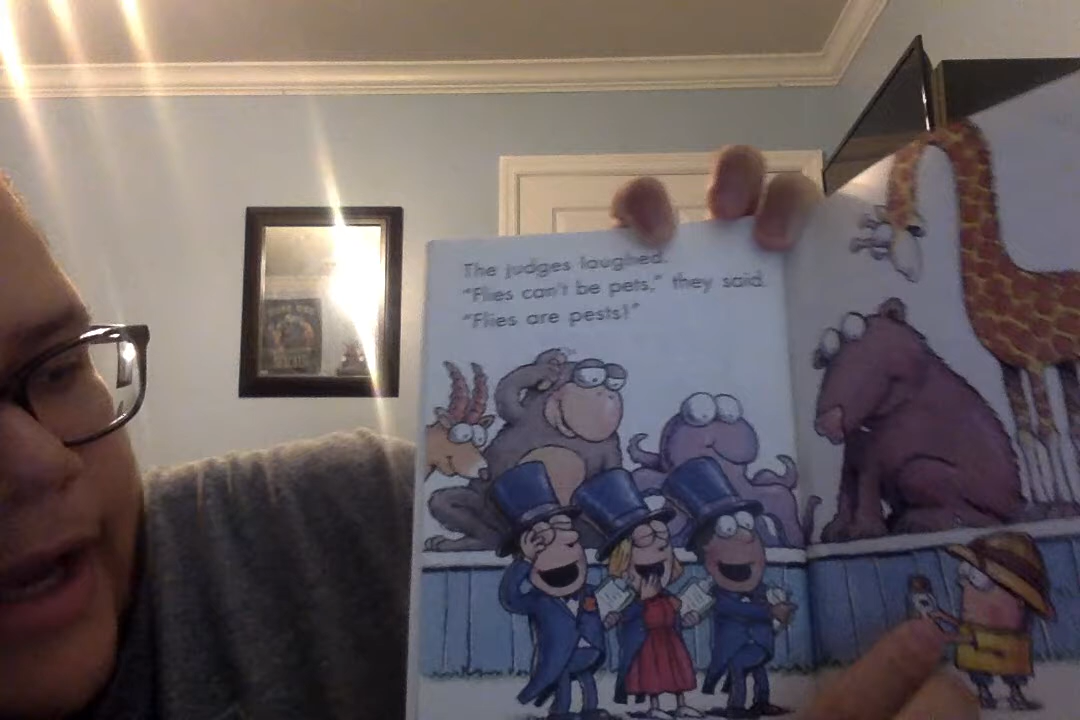 The judges laughed.
"Flies can't be pets," they said.
"Flies are pests!"